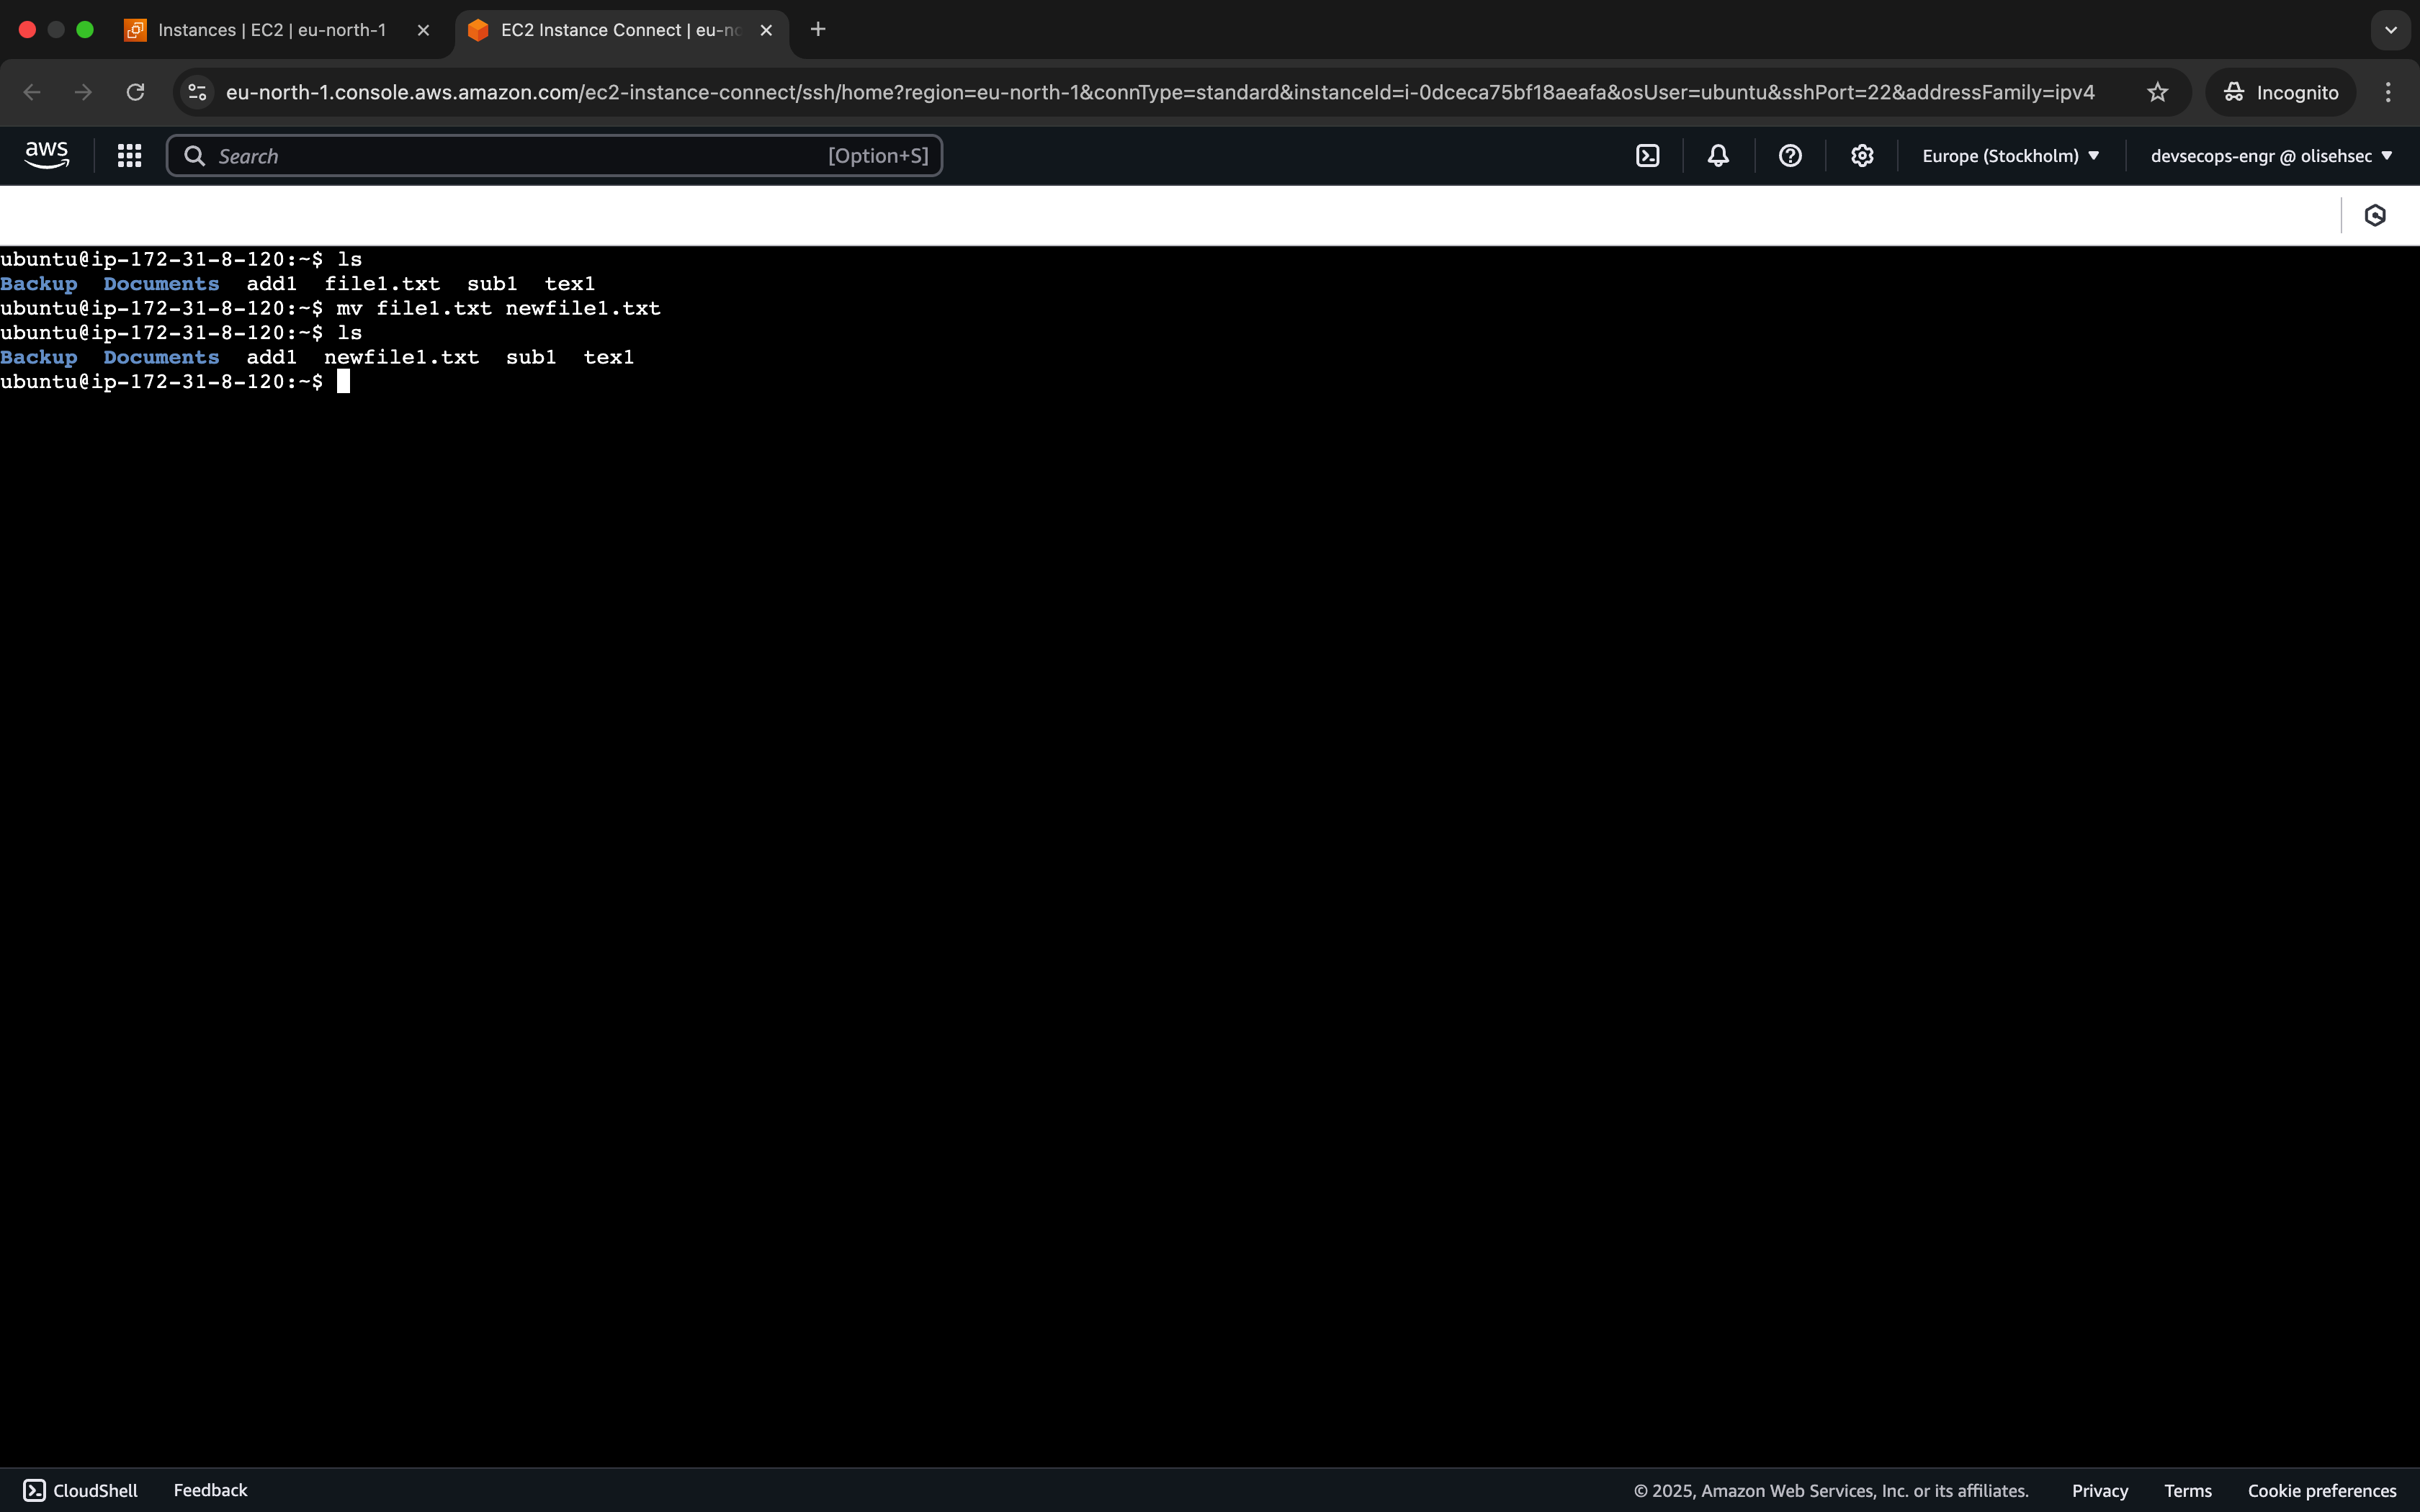 Instances | EC2 | eu-north-1
EC2 Instance Connect | eu-no
eu-north-1.console.aws.amazon.com/ec2-instance-connect/ssh/home?region=eu-north-1&connType=standard&instanceId=i-0dceca75bf18aeafa&osUser=ubuntu&sshPort=22&addressFamily=ipv4
Incognito
aws
Search
[Option+S]
Europe (Stockholm)
devsecops-engr @ olisehsec
ubuntu@ip-172-31-8-120:~$ ls
Backup  Documents  add1  file1.txt  sub1  tex1
ubuntu@ip-172-31-8-120:~$ mv file1.txt newfile1.txt
ubuntu@ip-172-31-8-120:~$ ls
Backup  Documents  add1  newfile1.txt  sub1  tex1
ubuntu@ip-172-31-8-120:~$
CloudShell
Feedback
© 2025, Amazon Web Services, Inc. or its affiliates.
Privacy
Terms
Cookie preferences